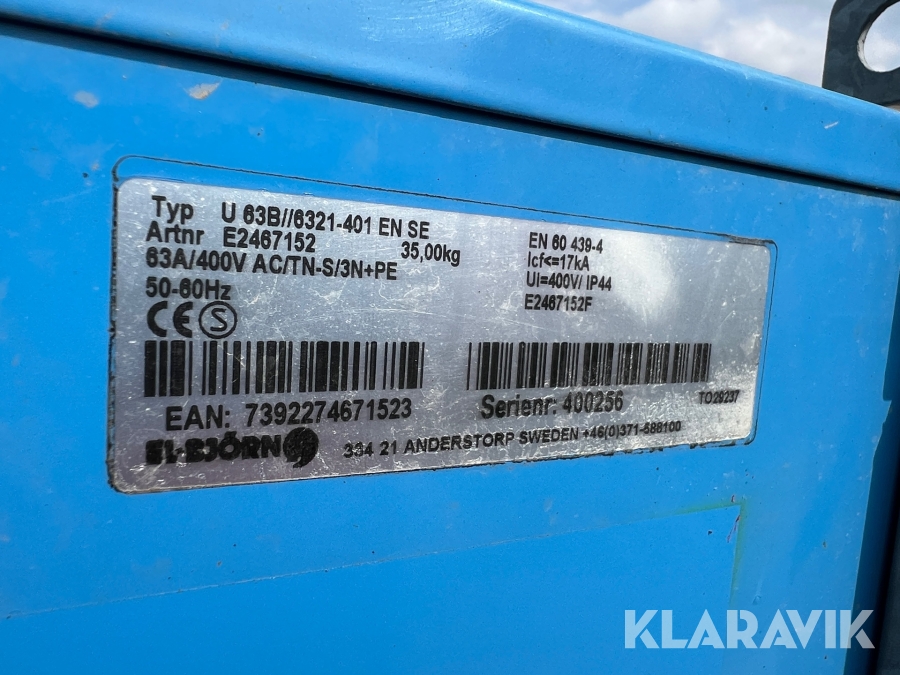 Typ U 63B//6321-401 EN SE
Artnr E2467152 35,00kg
63A/400V AC/TN-S/3N+PE
50-60Hz
CE S
EN 60 439-4
Icf<=17kA
UI=400V/ IP44
E2467152F
EAN: 7392274671523
Serienr: 400256
TO29237
EL-BJÖRN
334 21 ANDERSTORP SWEDEN +46(0)371-588100
KLARAVIK